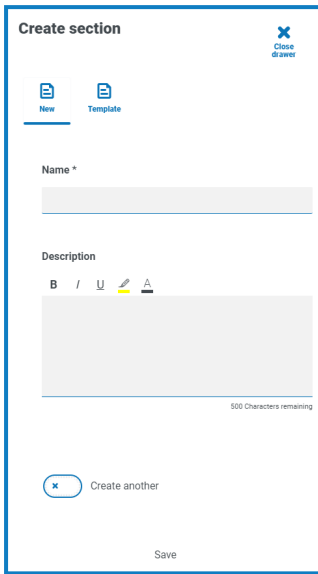 Create section
Close
drawer
New Template
Name *
Description
B I U A
500 Characters remaining
Create another
Save